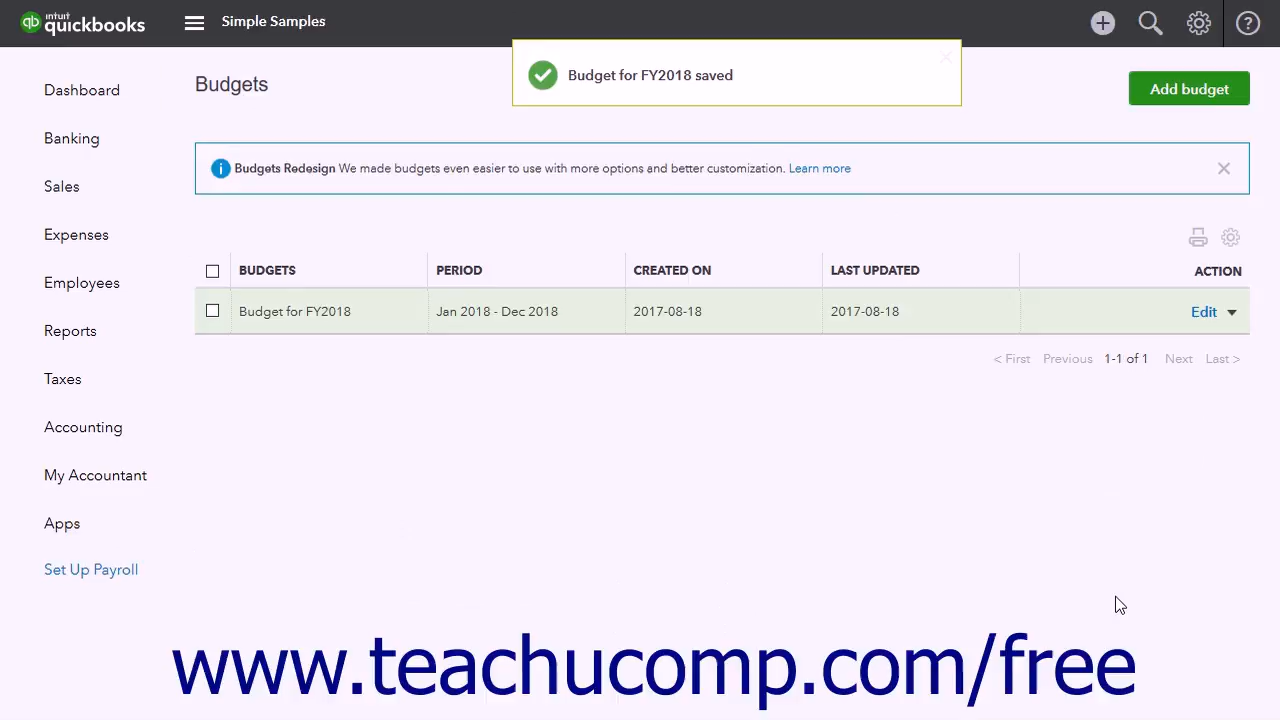 intuit
quickbooks
Simple Samples
Budget for FY2018 saved
Budgets
Add budget
Budgets Redesign We made budgets even easier to use with more options and better customization. Learn more
Dashboard
Banking
Sales
Expenses
Employees
Reports
Taxes
Accounting
My Accountant
Apps
Set Up Payroll
BUDGETS PERIOD CREATED ON LAST UPDATED ACTION
Budget for FY2018 Jan 2018 - Dec 2018 2017-08-18 2017-08-18 Edit
< First Previous 1-1 of 1 Next Last >
www.teachucomp.com/free